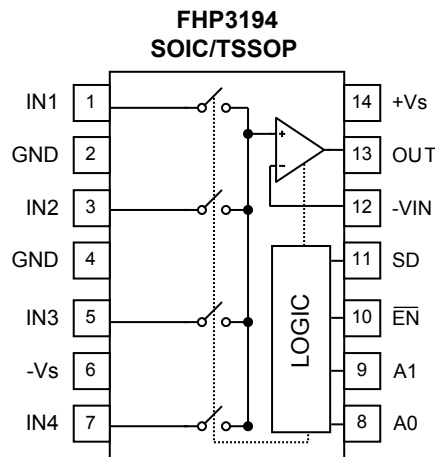 FHP3194
SOIC/TSSOP
IN1 1 14 +Vs
GND 2 13 OUT
+
-
IN2 3 12 -VIN
GND 4 11 SD
IN3 5 10 E̅N̅
-Vs 6 9 A1
IN4 7 8 A0
LOGIC